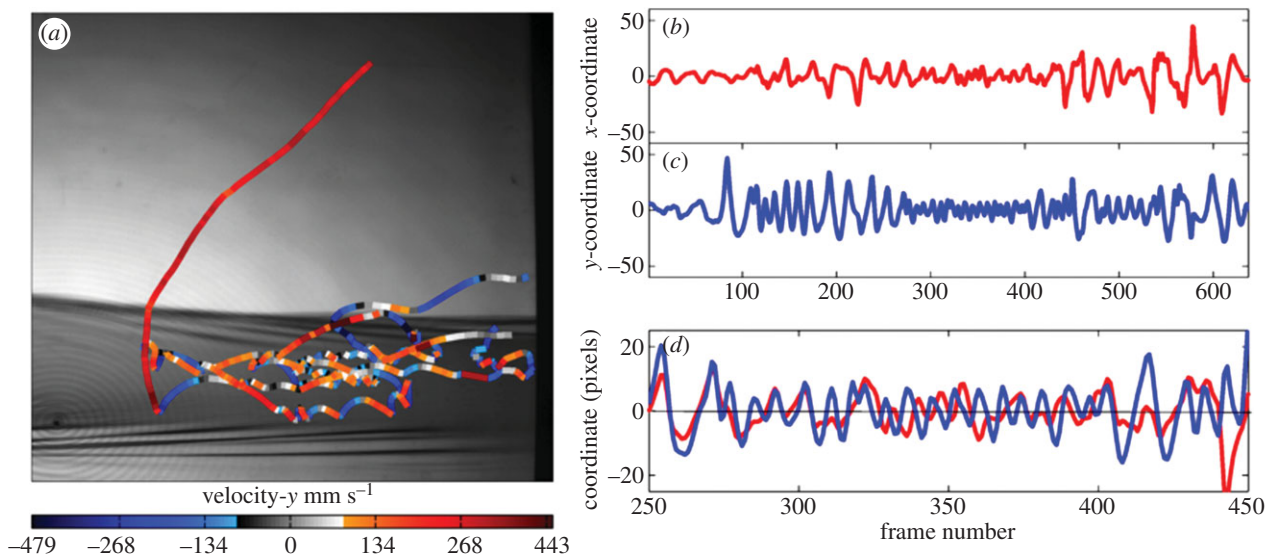 (a)
velocity-y mm s⁻¹
−479 −268 −134 0 134 268 443
(b)
x-coordinate
50
0
−50
(c)
y-coordinate
50
0
−50
100 200 300 400 500 600
(d)
coordinate (pixels)
20
0
−20
250 300 350 400 450
frame number